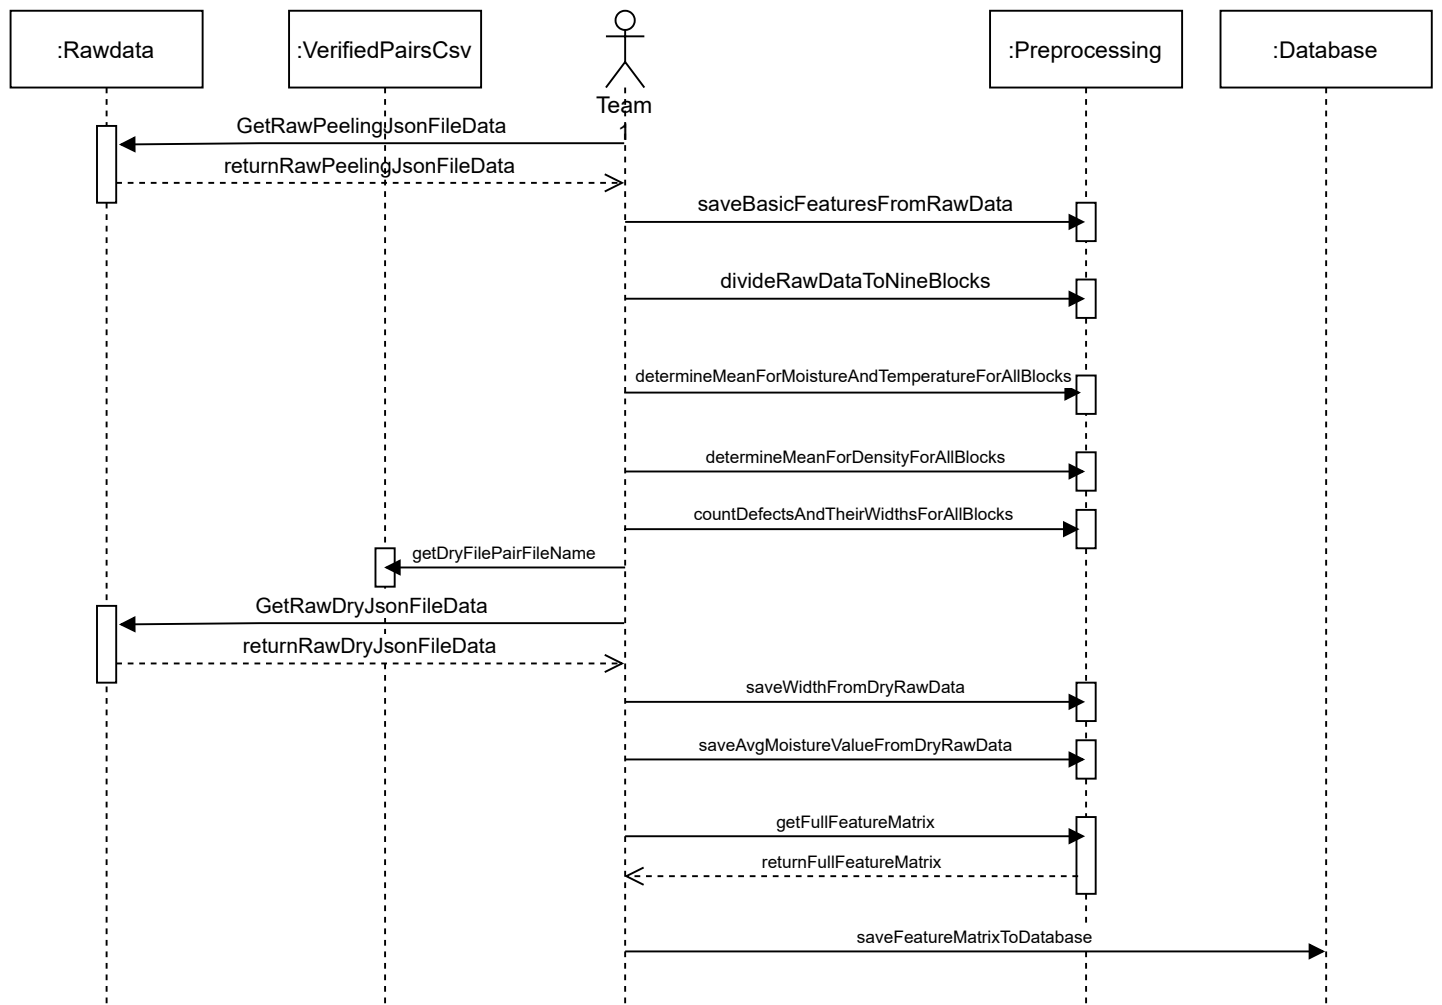 :Rawdata
:VerifiedPairsCsv
:Preprocessing
:Database
Team
1
GetRawPeelingJsonFileData
returnRawPeelingJsonFileData
saveBasicFeaturesFromRawData
divideRawDataToNineBlocks
determineMeanForMoistureAndTemperatureForAllBlocks
determineMeanForDensityForAllBlocks
countDefectsAndTheirWidthsForAllBlocks
getDryFilePairFileName
GetRawDryJsonFileData
returnRawDryJsonFileData
saveWidthFromDryRawData
saveAvgMoistureValueFromDryRawData
getFullFeatureMatrix
returnFullFeatureMatrix
saveFeatureMatrixToDatabase